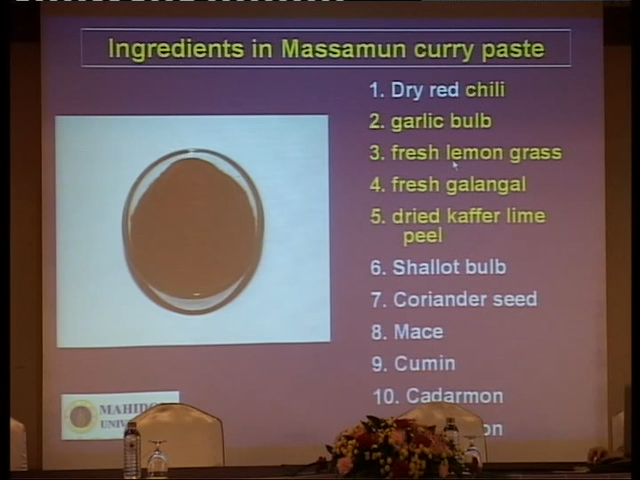 Ingredients in Massamun curry paste
1. Dry red chili
2. garlic bulb
3. fresh lemon grass
4. fresh galangal
5. dried kaffer lime
peel
6. Shallot bulb
7. Coriander seed
8. Mace
9. Cumin
10. Cadarmon